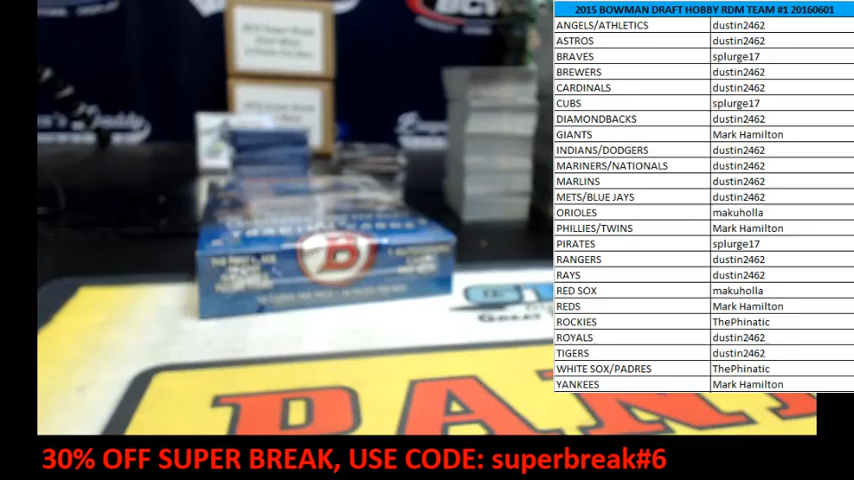 2015 BOWMAN DRAFT HOBBY RDM TEAM #1 20160601
ANGELS/ATHLETICS dustin2462
ASTROS dustin2462
BRAVES splurge17
BREWERS dustin2462
CARDINALS dustin2462
CUBS splurge17
DIAMONDBACKS dustin2462
GIANTS Mark Hamilton
INDIANS/DODGERS dustin2462
MARINERS/NATIONALS dustin2462
MARLINS dustin2462
METS/BLUE JAYS dustin2462
ORIOLES makuholla
PHILLIES/TWINS Mark Hamilton
PIRATES splurge17
RANGERS dustin2462
RAYS dustin2462
RED SOX makuholla
REDS Mark Hamilton
ROCKIES ThePhinatic
ROYALS dustin2462
TIGERS dustin2462
WHITE SOX/PADRES ThePhinatic
YANKEES Mark Hamilton
B
PANI
30% OFF SUPER BREAK, USE CODE: superbreak#6